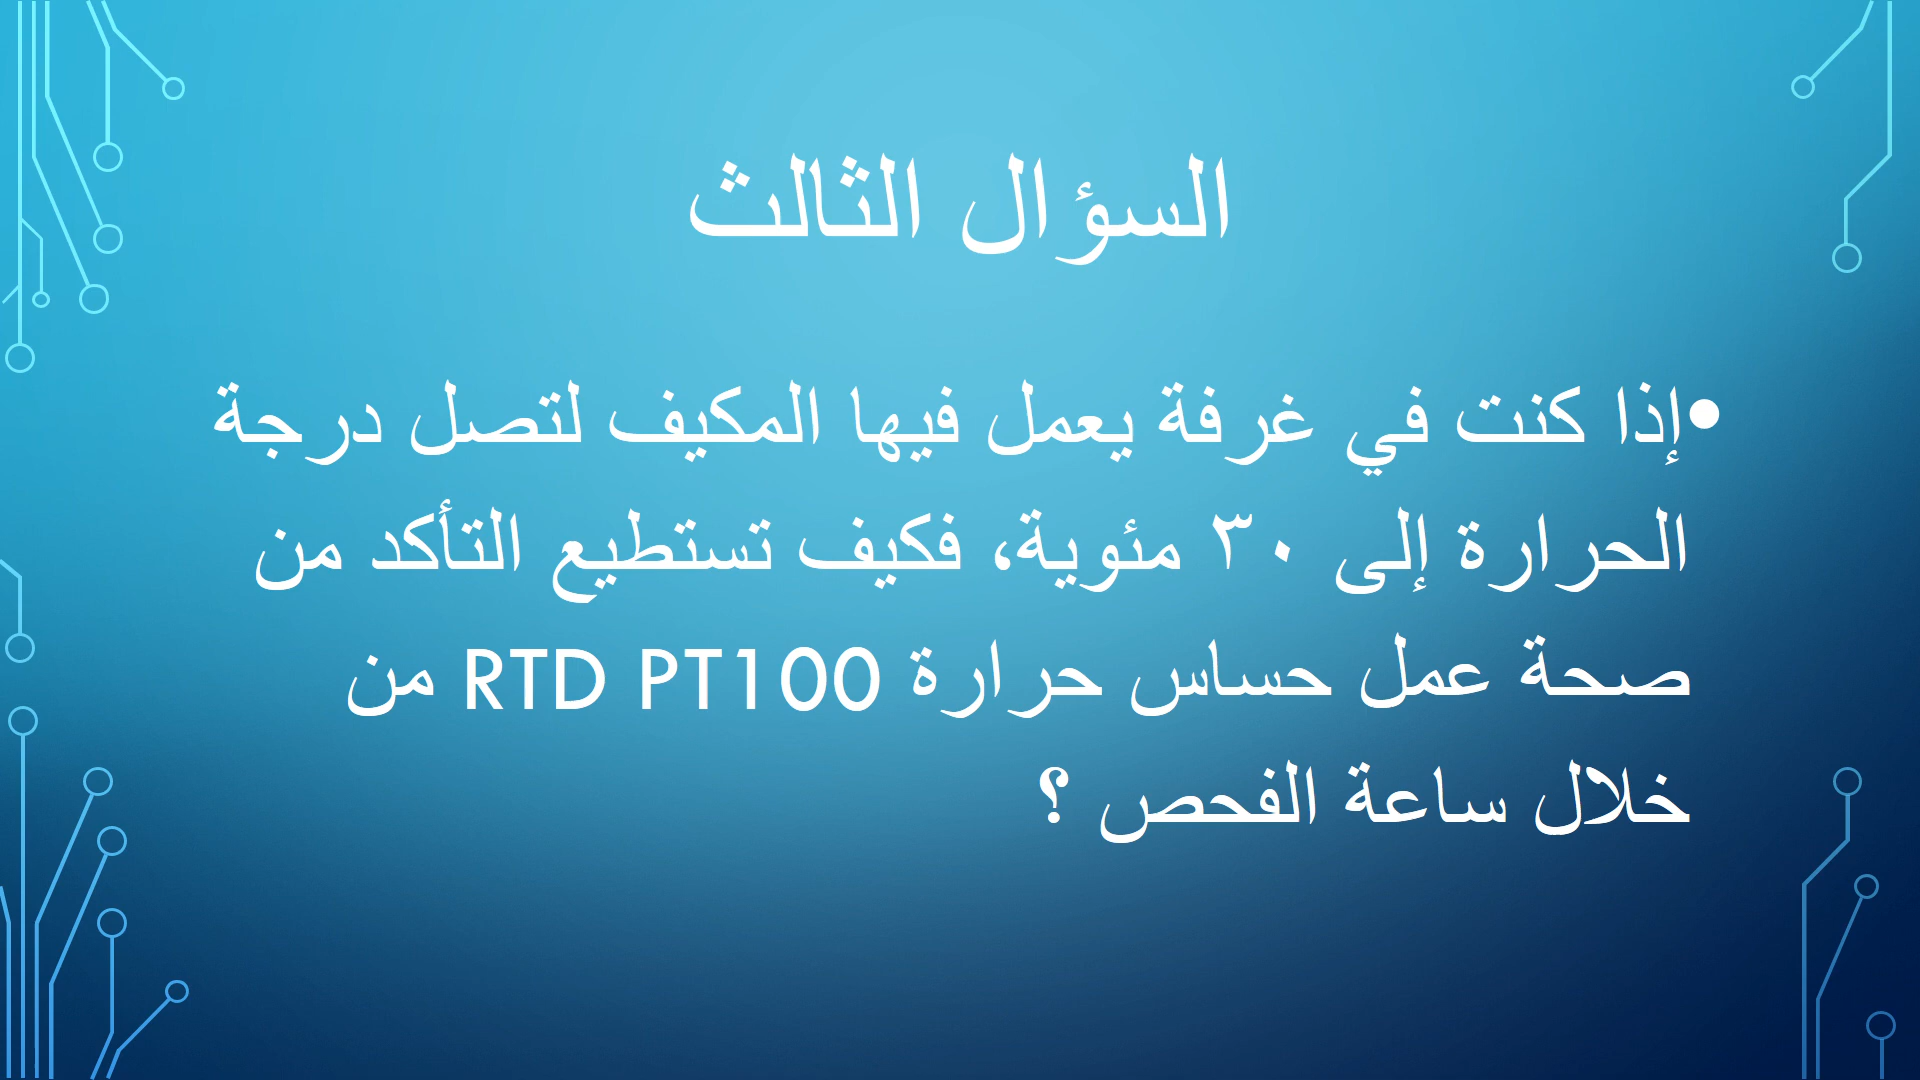 السؤال الثالث
•إذا كنت في غرفة يعمل فيها المكيف لتصل درجة
الحرارة إلى ٣٠ مئوية، فكيف تستطيع التأكد من
صحة عمل حساس حرارة RTD PT100 من
خلال ساعة الفحص ؟